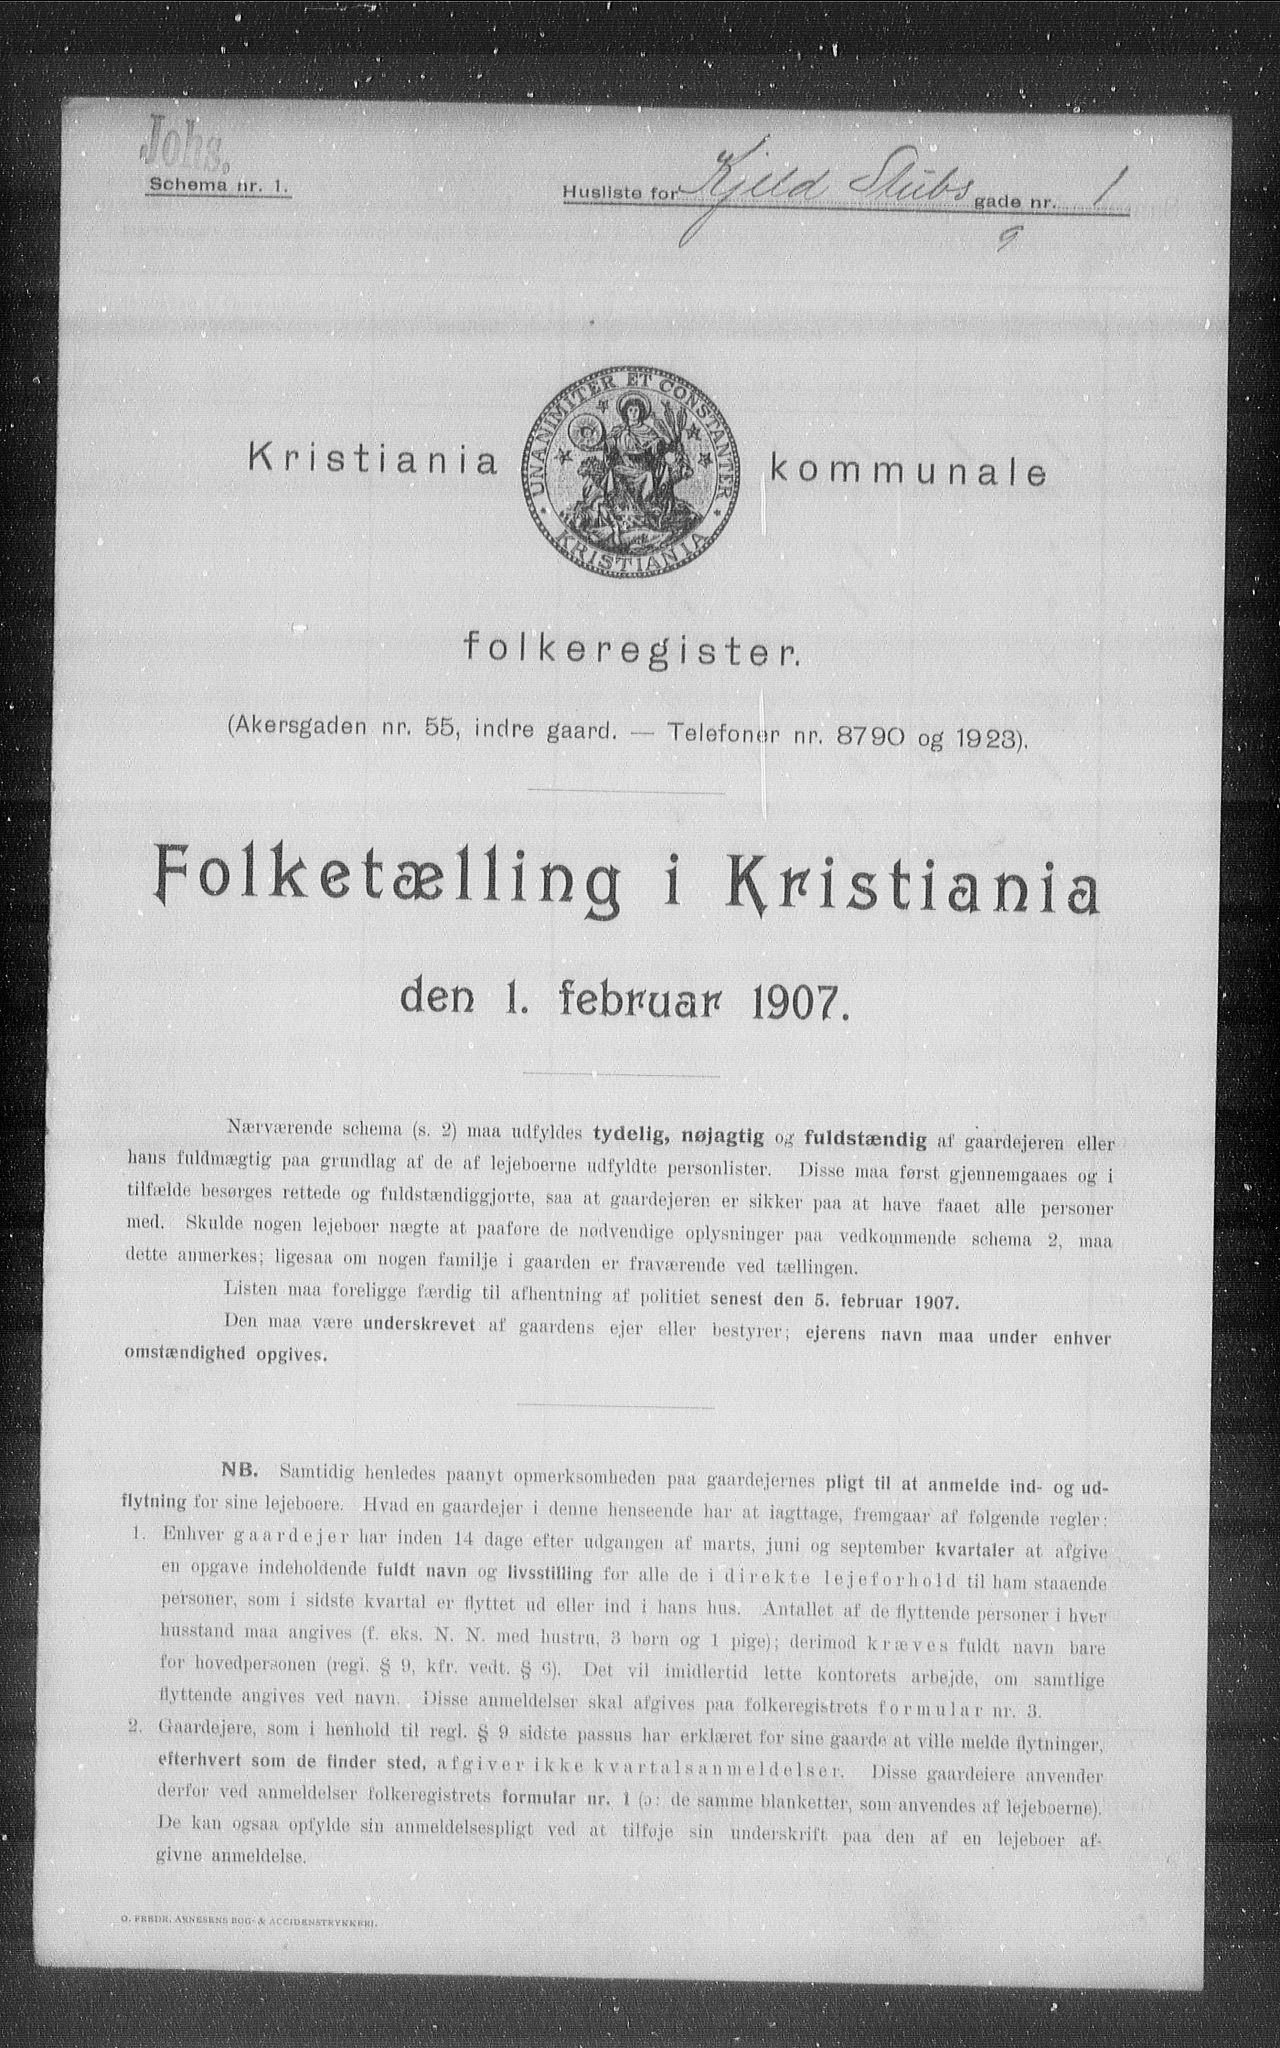 Johs.
Schema nr. 1.
Husliste for Kjeld Stubs gade nr. 1
9
UNANIMITER ET CONSTANTER
KRISTIANIA
Kristiania kommunale
folkeregister.
(Akersgaden nr. 55, indre gaard. — Telefoner nr. 8790 og 1923).
Folketælling i Kristiania
den 1. februar 1907.
Nærværende schema (s. 2) maa udfyldes tydelig, nøjagtig og fuldstændig af gaardejeren eller
hans fuldmægtig paa grundlag af de af lejeboerne udfyldte personlister. Disse maa først gjennemgaaes og i
tilfælde besørges rettede og fuldstændiggjorte, saa at gaardejeren er sikker paa at have faaet alle personer
med. Skulde nogen lejeboer nægte at paaføre de nødvendige oplysninger paa vedkommende schema 2, maa
dette anmerkes; ligesaa om nogen familje i gaarden er fraværende ved tællingen.
Listen maa foreligge færdig til afhentning af politiet senest den 5. februar 1907.
Den maa være underskrevet af gaardens ejer eller bestyrer; ejerens navn maa under enhver
omstændighed opgives.
NB. Samtidig henledes paanyt opmerksomheden paa gaardejernes pligt til at anmelde ind- og ud-
flytning for sine lejeboere. Hvad en gaardejer i denne henseende har at iagttage, fremgaar af følgende regler:
1. Enhver gaardejer har inden 14 dage efter udgangen af marts, juni og september kvartaler at afgive
en opgave indeholdende fuldt navn og livsstilling for alle de i direkte lejeforhold til ham staaende
personer, som i sidste kvartal er flyttet ud eller ind i hans hus. Antallet af de flyttende personer i hver
husstand maa angives (f. eks. N. N. med hustru, 3 børn og 1 pige); derimod kræves fuldt navn bare
for hovedpersonen (regl. § 9, kfr. vedt. § 6). Det vil imidlertid lette kontorets arbejde, om samtlige
flyttende angives ved navn. Disse anmeldelser skal afgives paa folkeregistrets formular nr. 3.
2. Gaardejere, som i henhold til regl. § 9 sidste passus har erklæret for sine gaarde at ville melde flytninger,
efterhvert som de finder sted, afgiver ikke kvartalsanmeldelser. Disse gaardeiere anvender
derfor ved anmeldelser folkeregistrets formular nr. 1 (ɔ: de samme blanketter, som anvendes af lejeboerne).
De kan ogsaa opfylde sin anmeldelsespligt ved at tilføje sin underskrift paa den af en lejeboer af-
givne anmeldelse.
O. FREDR. ARNESENS BOG- & ACCIDENSTRYKKERI.